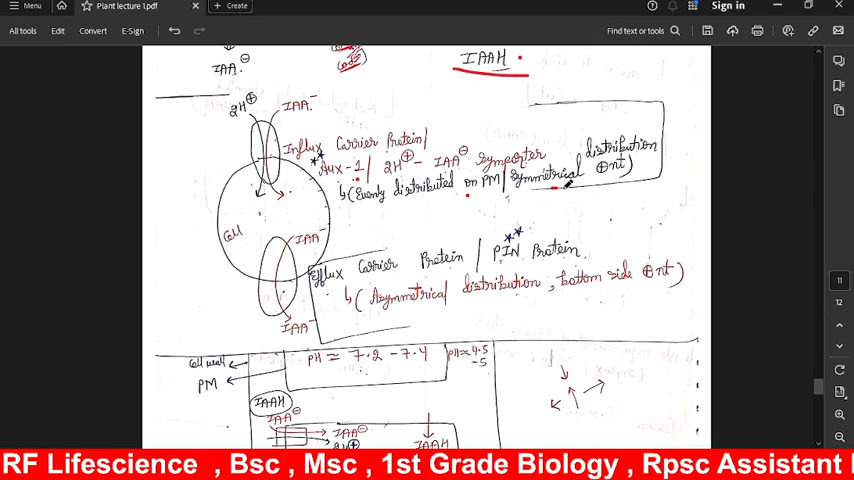 Menu
Plant lecture 1.pdf
+ Create
Sign in
All tools
Edit
Convert
E-Sign
Find text or tools
IAA⊖
IAAH
2H⊕
IAA⁻
Influx Carrier Protein/
Aux-1/ 2H⊕- IAA⊖ symporter
↳(Evenly distributed on PM/ symmetrical distribution ⊕nt)
Cell
IAA⁻
Efflux Carrier Protein / PIN Protein
↳ (Asymmetrical distribution, bottom side ⊕nt)
IAA⁻
Cell wall
pH ≃ 7.2 - 7.4
pH≃4.5
-5
PM
IAAH
IAA⊖
IAA⊖
2H⊕
IAAH
11
12
RF Lifescience , Bsc , Msc , 1st Grade Biology , Rpsc Assistant